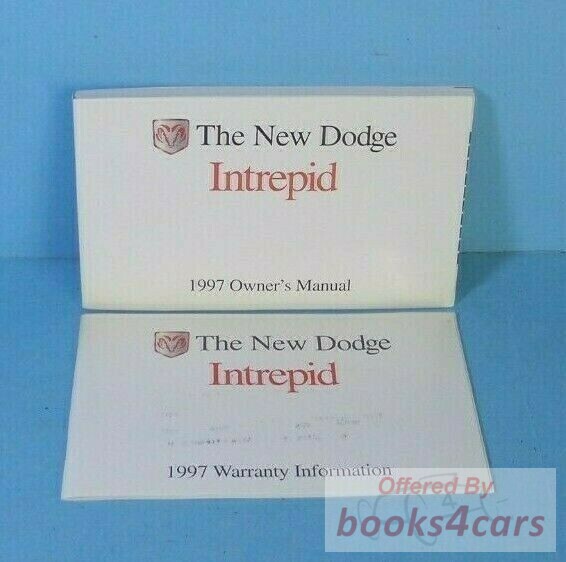 The New Dodge
Intrepid
1997 Owner's Manual
The New Dodge
Intrepid
1997 Warranty Information
Offered By
books4cars